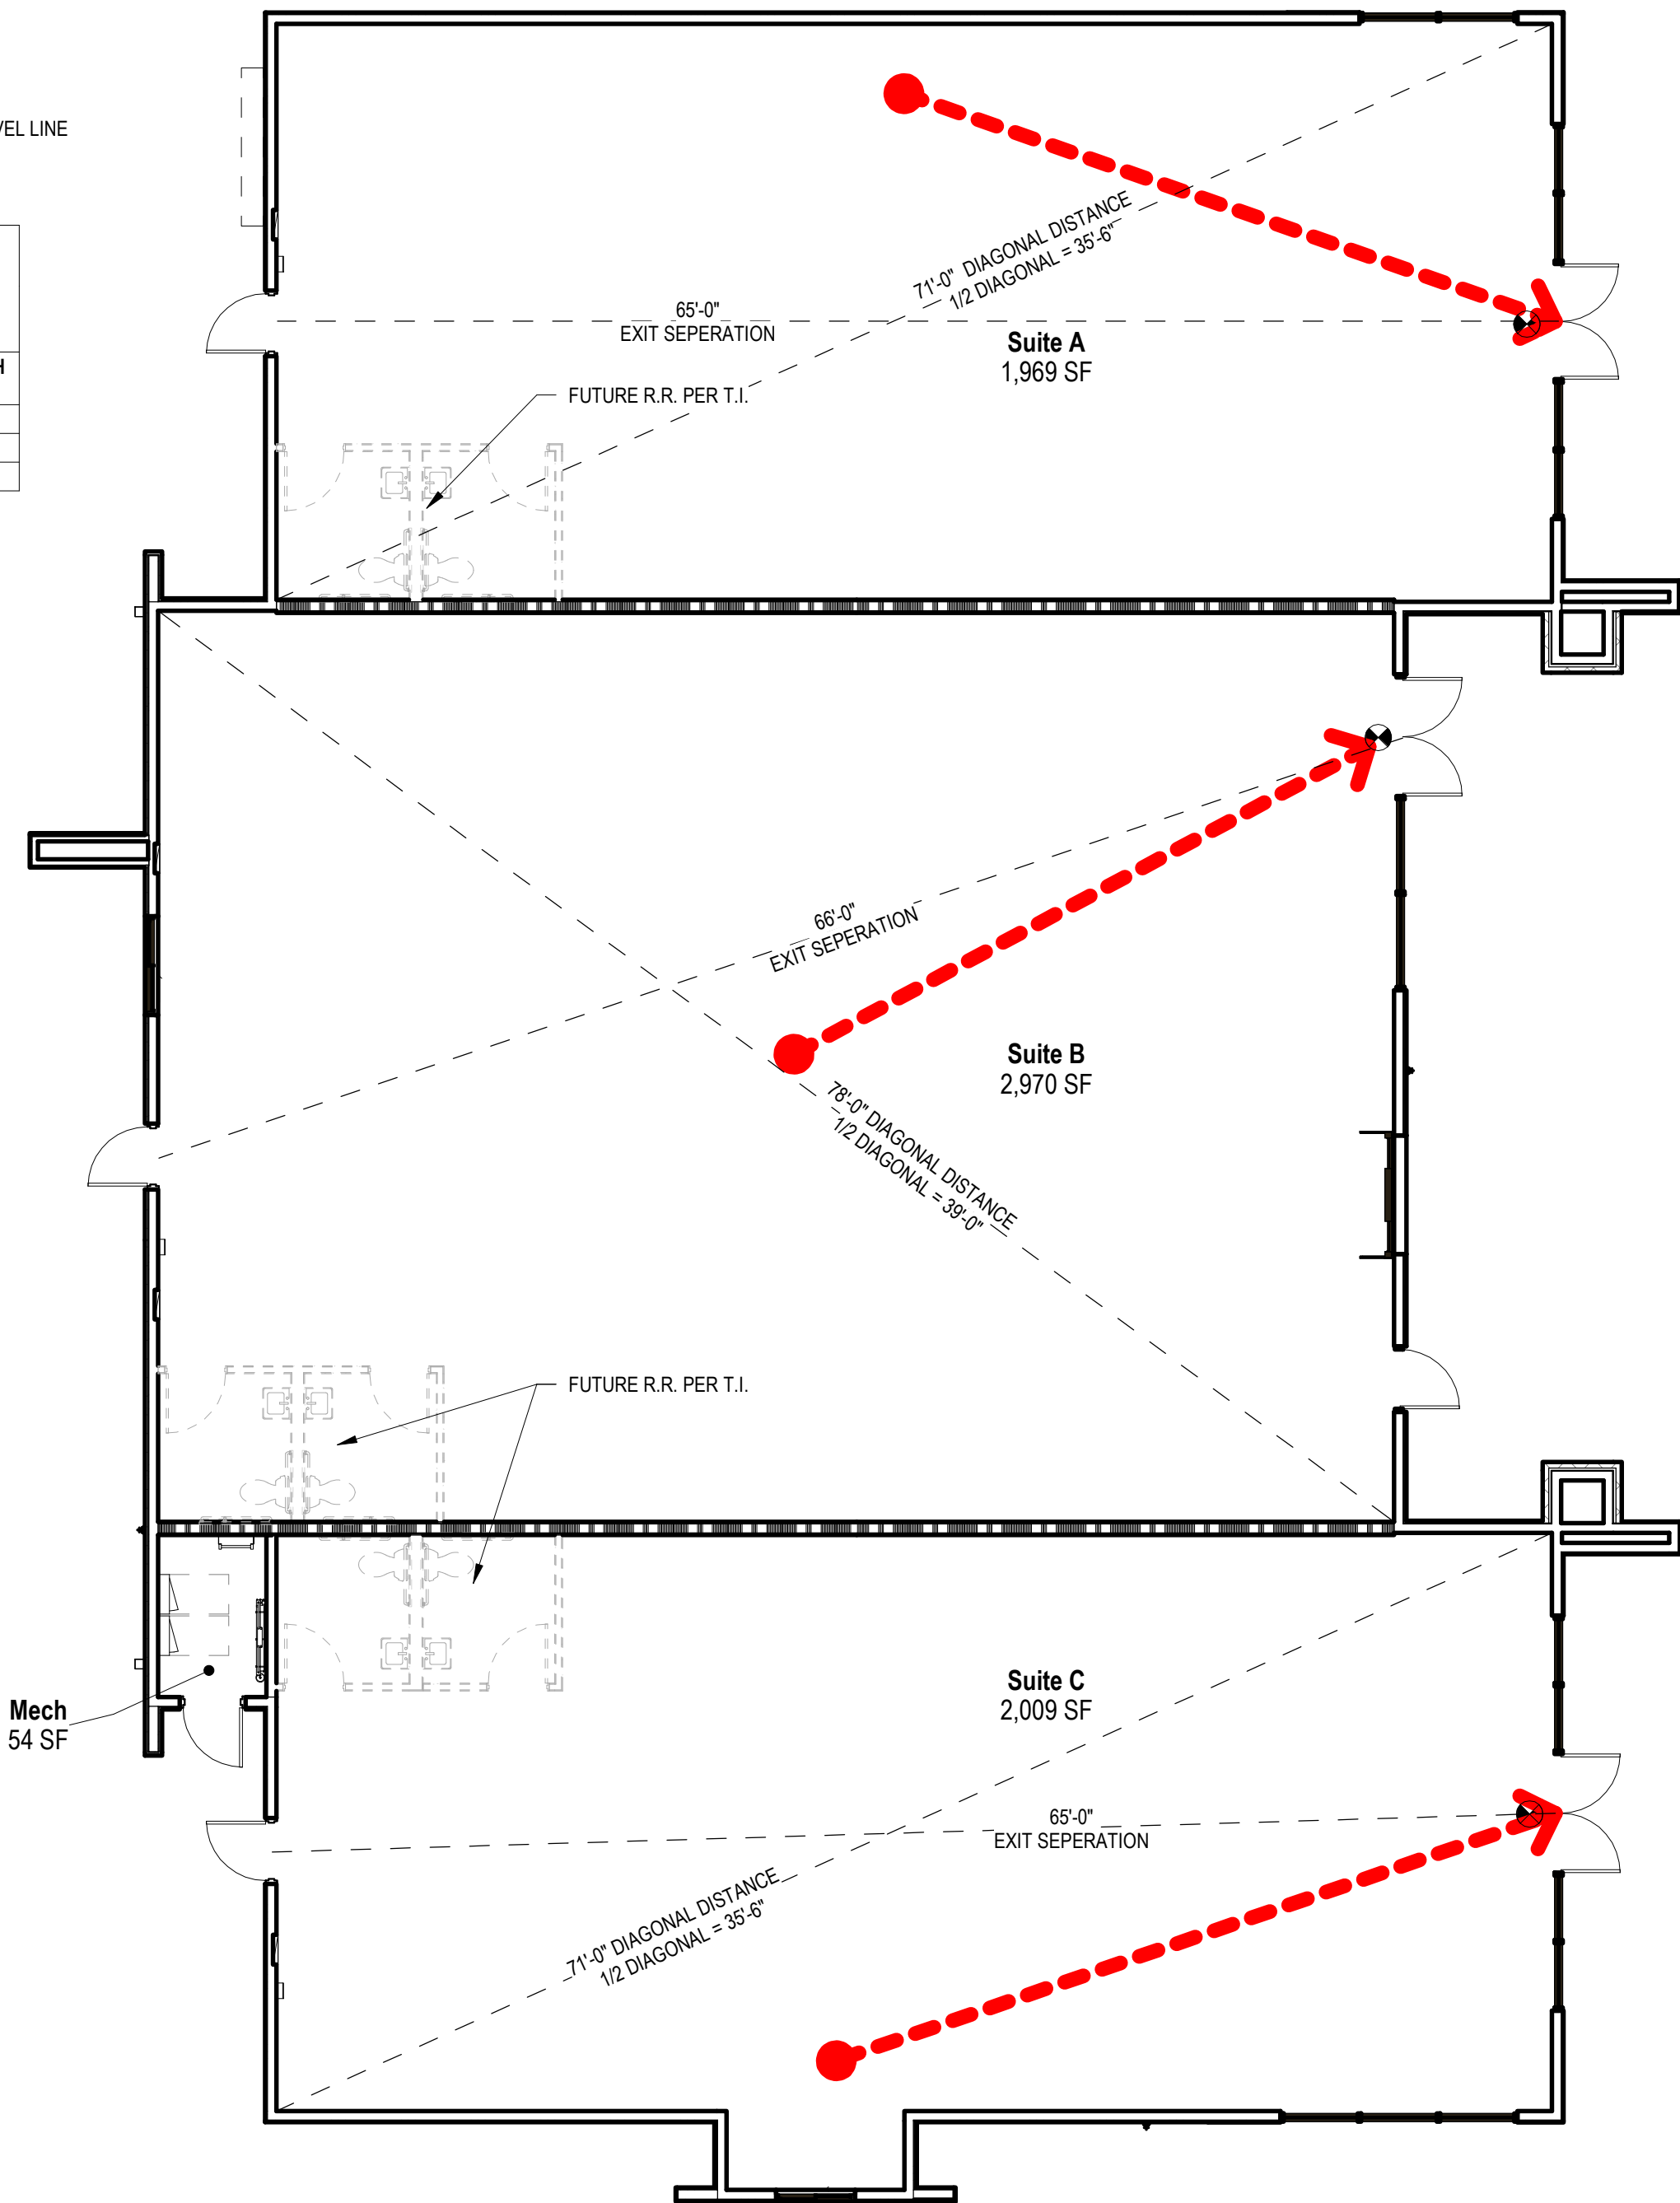 71'-0" DIAGONAL DISTANCE
1/2 DIAGONAL = 35'-6"
65'-0"
EXIT SEPERATION
Suite A
1,969 SF
FUTURE R.R. PER T.I.
66'-0"
EXIT SEPERATION
Suite B
2,970 SF
78'-0" DIAGONAL DISTANCE
1/2 DIAGONAL = 39'-0"
FUTURE R.R. PER T.I.
Suite C
2,009 SF
Mech
54 SF
65'-0"
EXIT SEPERATION
71'-0" DIAGONAL DISTANCE
1/2 DIAGONAL = 35'-6"
LINE